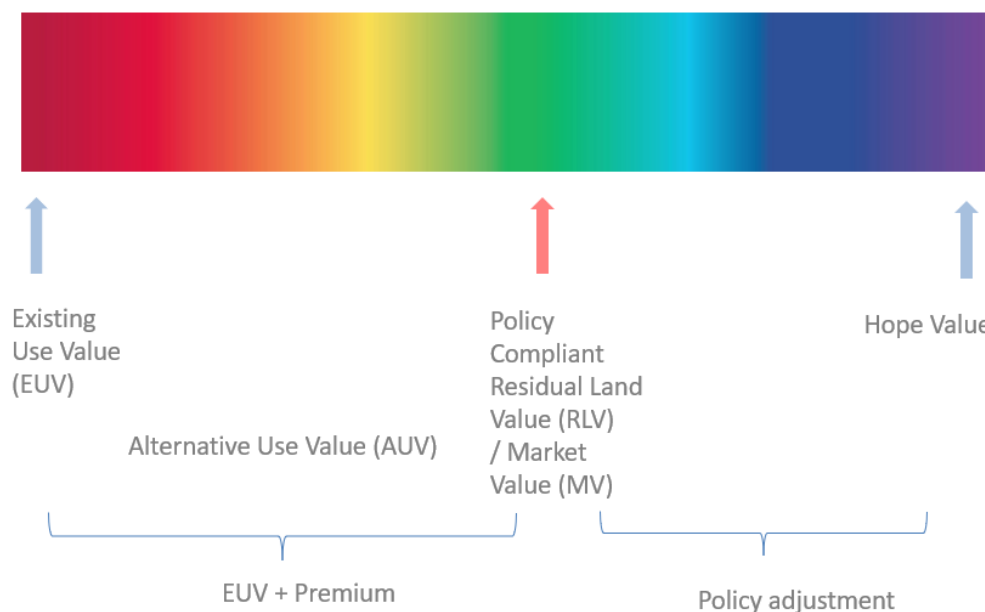 Existing
Use Value
(EUV)
Policy
Compliant
Residual Land
Value (RLV)
/ Market
Value (MV)
Hope Value
Alternative Use Value (AUV)
EUV + Premium
Policy adjustment